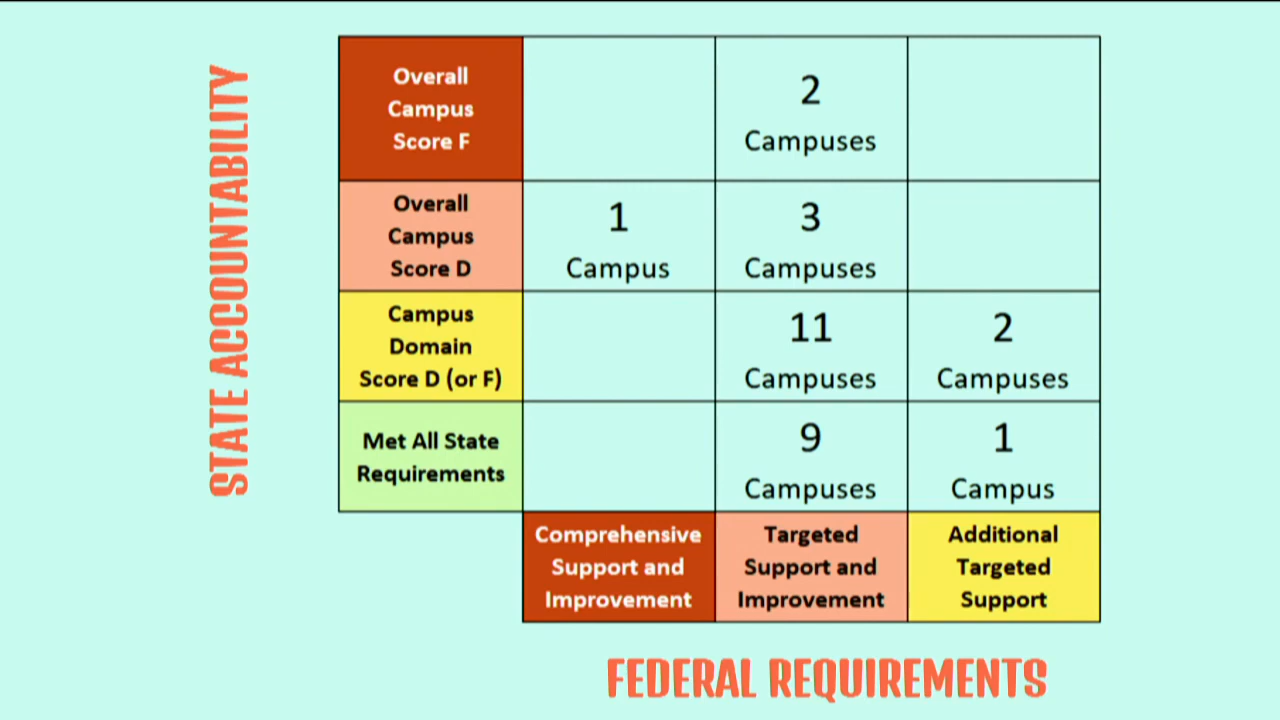 STATE ACCOUNTABILITY
Overall
Campus
Score F
2
Campuses
Overall
Campus
Score D
1
Campus
3
Campuses
Campus
Domain
Score D (or F)
11
Campuses
2
Campuses
Met All State
Requirements
9
Campuses
1
Campus
Comprehensive
Support and
Improvement
Targeted
Support and
Improvement
Additional
Targeted
Support
FEDERAL REQUIREMENTS